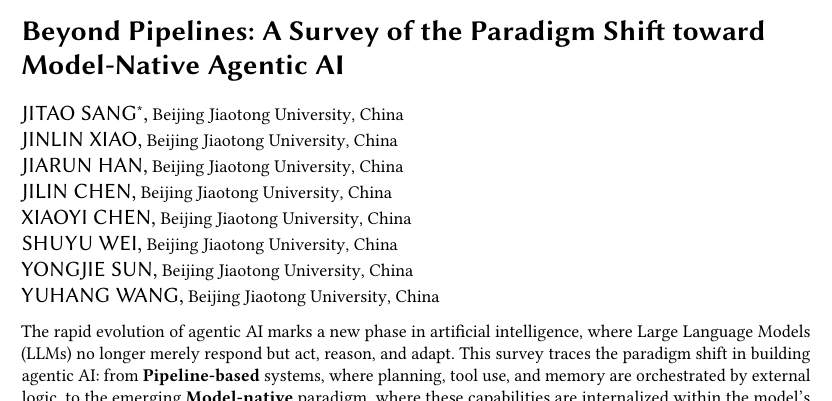 Beyond Pipelines: A Survey of the Paradigm Shift toward
Model-Native Agentic AI
JITAO SANG*, Beijing Jiaotong University, China
JINLIN XIAO, Beijing Jiaotong University, China
JIARUN HAN, Beijing Jiaotong University, China
JILIN CHEN, Beijing Jiaotong University, China
XIAOYI CHEN, Beijing Jiaotong University, China
SHUYU WEI, Beijing Jiaotong University, China
YONGJIE SUN, Beijing Jiaotong University, China
YUHANG WANG, Beijing Jiaotong University, China
The rapid evolution of agentic AI marks a new phase in artificial intelligence, where Large Language Models
(LLMs) no longer merely respond but act, reason, and adapt. This survey traces the paradigm shift in building
agentic AI: from Pipeline-based systems, where planning, tool use, and memory are orchestrated by external
logic, to the emerging Model-native paradigm, where these capabilities are internalized within the model's